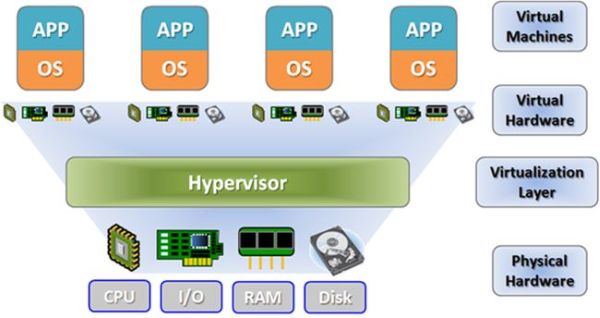 APP APP APP APP
OS OS OS OS
Virtual
Machines
Virtual
Hardware
Hypervisor
Virtualization
Layer
Physical
Hardware
CPU I/O RAM Disk